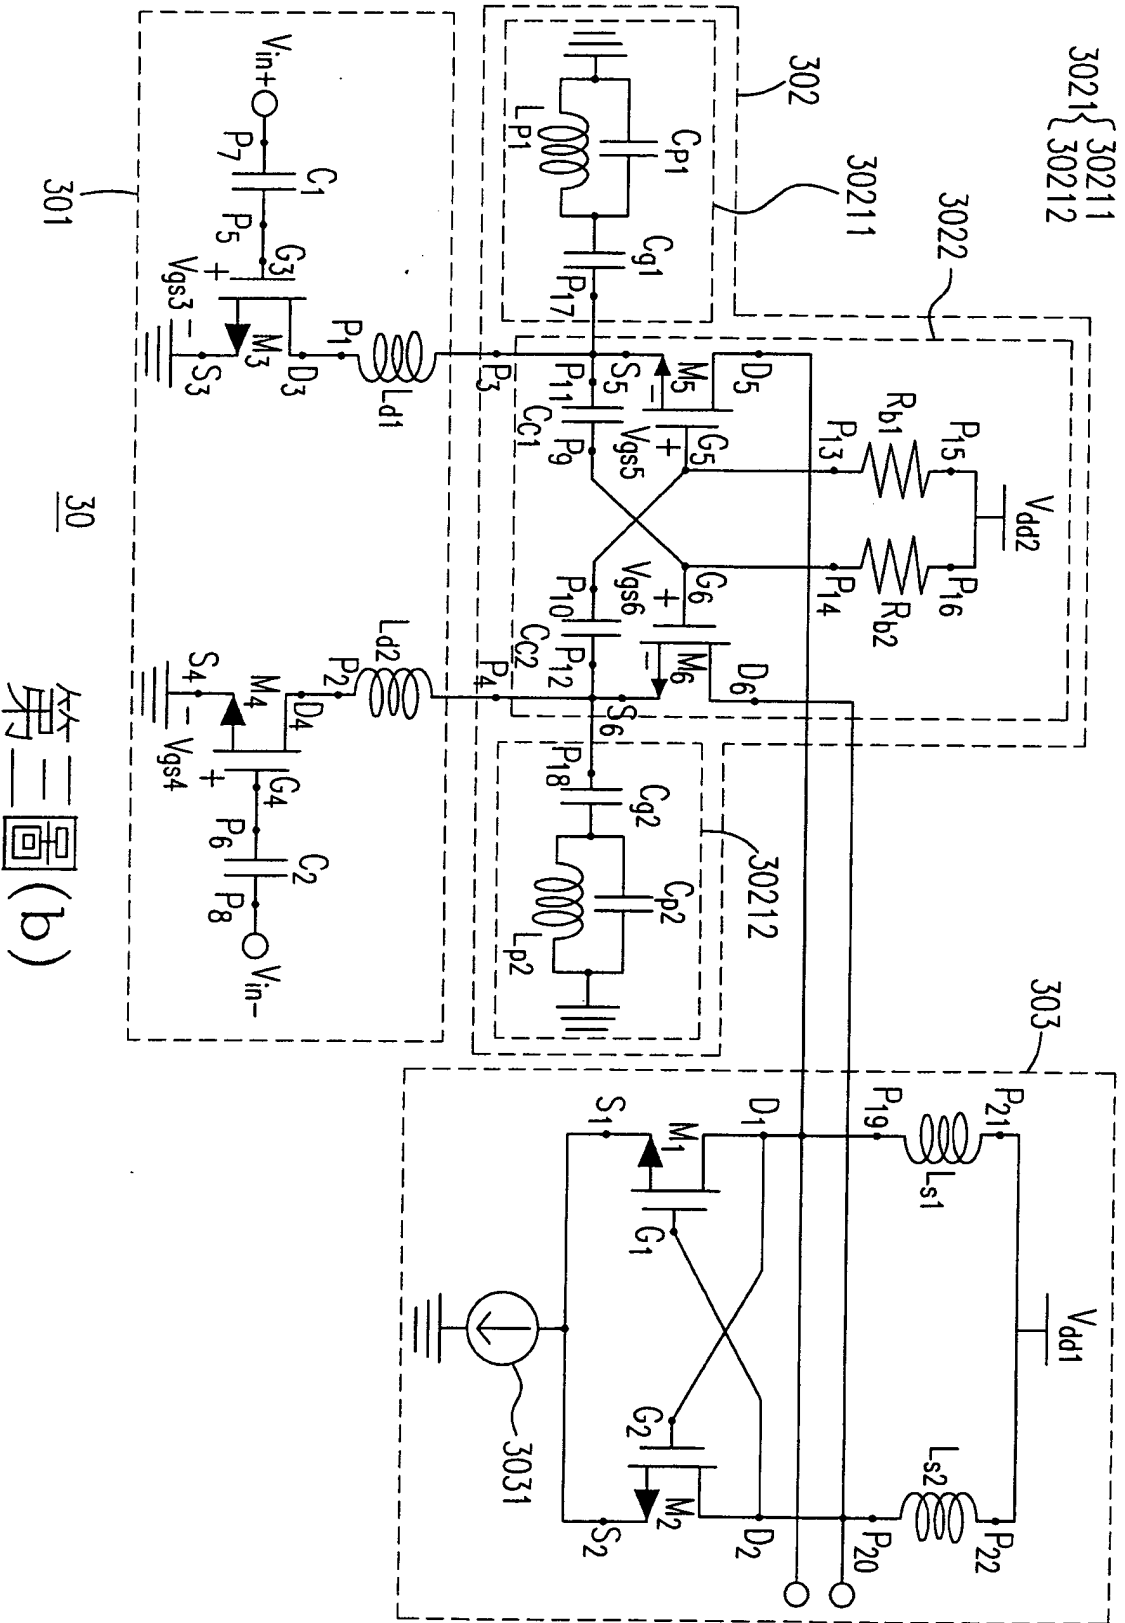 3021{30211
30212
302
30211
3022
303
Vdd2
Vdd1
P15
P16
P21
P22
Rb1
Rb2
Ls1
Ls2
P13
P14
P19
P20
D5
D6
D1
D2
CP1
LP1
Cg1
P17
M5
G5
Vgs5
+
-
G6
Vgs6
+
-
M6
S5
S6
P11
CC1
P9
P10
CC2
P12
P18
Cg2
Cp2
Lp2
30212
M1
G1
S1
G2
M2
S2
3031
P3
P4
Ld1
Ld2
P1
P2
Vin+
P7
C1
P5
G3
+
Vgs3
-
M3
D3
S3
D4
M4
S4
-
Vgs4
+
G4
P6
C2
P8
Vin-
301
30
第三圖(b)